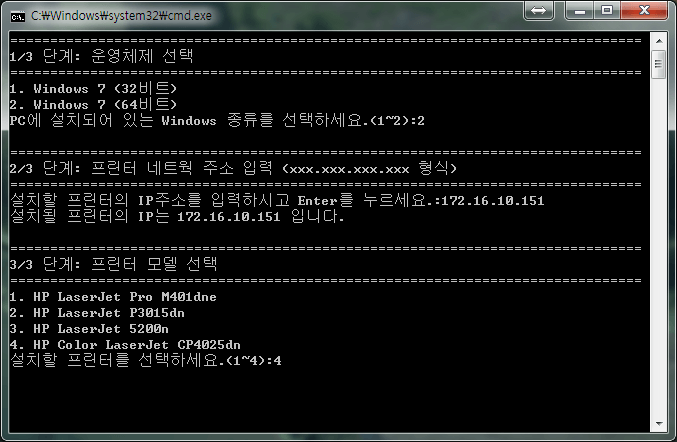 C:₩Windows₩system32₩cmd.exe
===============================================================================
1/3 단계: 운영체제 선택
===============================================================================
1. Windows 7 (32비트)
2. Windows 7 (64비트)
PC에 설치되어 있는 Windows 종류를 선택하세요.(1~2):2
===============================================================================
2/3 단계: 프린터 네트웍 주소 입력 (xxx.xxx.xxx.xxx 형식)
===============================================================================
설치할 프린터의 IP주소를 입력하시고 Enter를 누르세요.:172.16.10.151
설치될 프린터의 IP는 172.16.10.151 입니다.
===============================================================================
3/3 단계: 프린터 모델 선택
===============================================================================
1. HP LaserJet Pro M401dne
2. HP LaserJet P3015dn
3. HP LaserJet 5200n
4. HP Color LaserJet CP4025dn
설치할 프린터를 선택하세요.(1~4):4